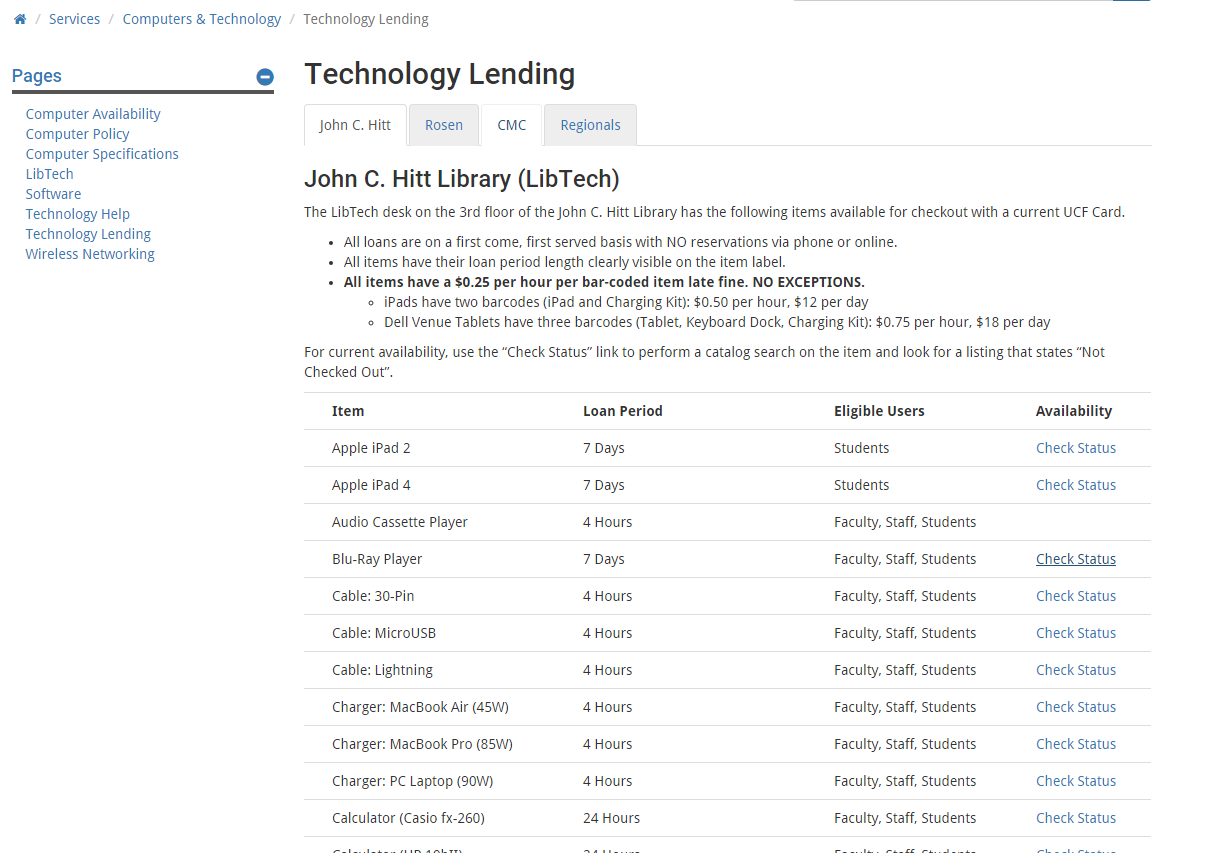 / Services / Computers & Technology / Technology Lending
Pages
Computer Availability
Computer Policy
Computer Specifications
LibTech
Software
Technology Help
Technology Lending
Wireless Networking
Technology Lending
John C. Hitt Rosen CMC Regionals
John C. Hitt Library (LibTech)
The LibTech desk on the 3rd floor of the John C. Hitt Library has the following items available for checkout with a current UCF Card.
• All loans are on a first come, first served basis with NO reservations via phone or online.
• All items have their loan period length clearly visible on the item label.
• All items have a $0.25 per hour per bar-coded item late fine. NO EXCEPTIONS.
◦ iPads have two barcodes (iPad and Charging Kit): $0.50 per hour, $12 per day
◦ Dell Venue Tablets have three barcodes (Tablet, Keyboard Dock, Charging Kit): $0.75 per hour, $18 per day
For current availability, use the “Check Status” link to perform a catalog search on the item and look for a listing that states “Not
Checked Out”.
Item Loan Period Eligible Users Availability
Apple iPad 2 7 Days Students Check Status
Apple iPad 4 7 Days Students Check Status
Audio Cassette Player 4 Hours Faculty, Staff, Students
Blu-Ray Player 7 Days Faculty, Staff, Students Check Status
Cable: 30-Pin 4 Hours Faculty, Staff, Students Check Status
Cable: MicroUSB 4 Hours Faculty, Staff, Students Check Status
Cable: Lightning 4 Hours Faculty, Staff, Students Check Status
Charger: MacBook Air (45W) 4 Hours Faculty, Staff, Students Check Status
Charger: MacBook Pro (85W) 4 Hours Faculty, Staff, Students Check Status
Charger: PC Laptop (90W) 4 Hours Faculty, Staff, Students Check Status
Calculator (Casio fx-260) 24 Hours Faculty, Staff, Students Check Status
Calculator (HP 10bII) 24 Hours Faculty, Staff, Students Check Status